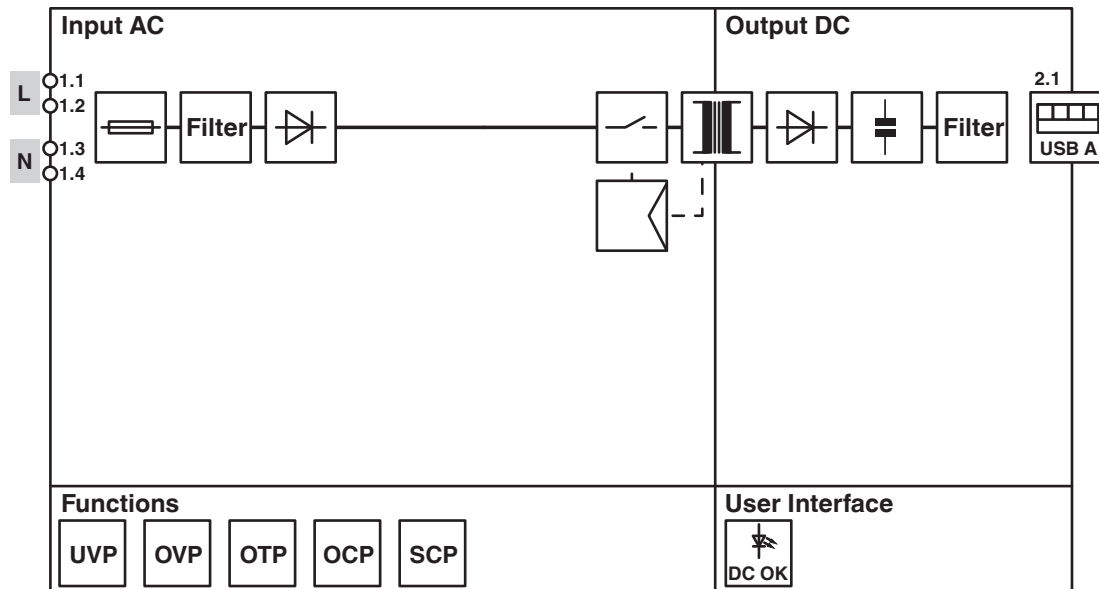 Input AC
Output DC
L
1.1
1.2
N
1.3
1.4
Filter
Filter
2.1
USB A
Functions
UVP
OVP
OTP
OCP
SCP
User Interface
DC OK